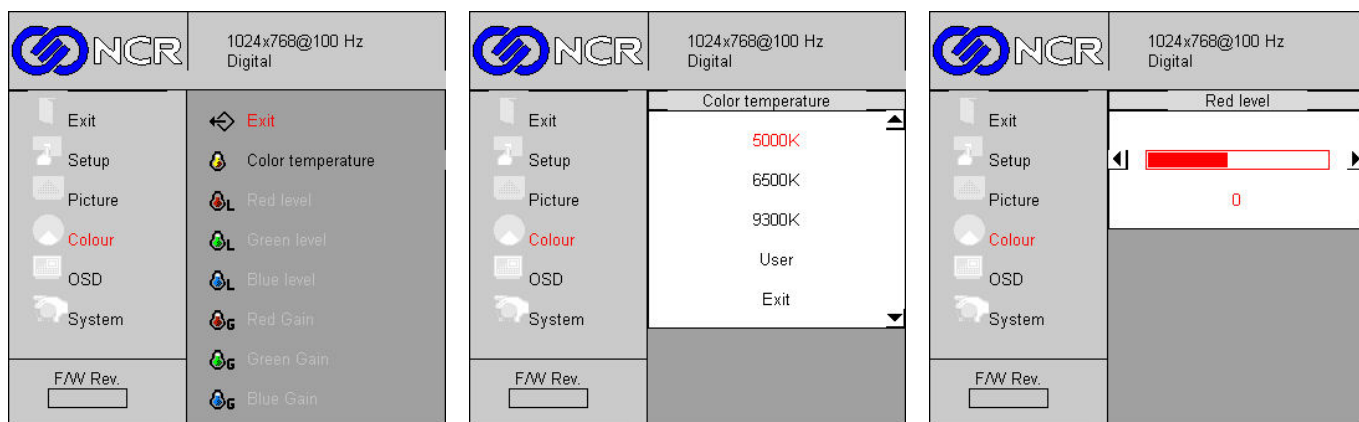 NCR
1024x768@100 Hz
Digital
Exit
Setup
Picture
Colour
OSD
System
F/W Rev.
Exit
Color temperature
L Red level
L Green level
L Blue level
G Red Gain
G Green Gain
G Blue Gain
NCR
1024x768@100 Hz
Digital
Exit
Setup
Picture
Colour
OSD
System
F/W Rev.
Color temperature
5000K
6500K
9300K
User
Exit
NCR
1024x768@100 Hz
Digital
Exit
Setup
Picture
Colour
OSD
System
F/W Rev.
Red level
0